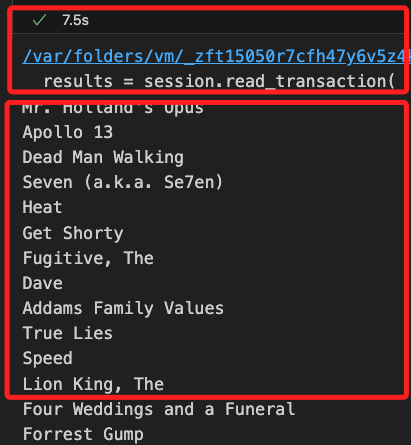 ✓ 7.5s
/var/folders/vm/_zft15050r7cfh47y6v5z4
results = session.read_transaction(
Mr. Holland's Opus
Apollo 13
Dead Man Walking
Seven (a.k.a. Se7en)
Heat
Get Shorty
Fugitive, The
Dave
Addams Family Values
True Lies
Speed
Lion King, The
Four Weddings and a Funeral
Forrest Gump